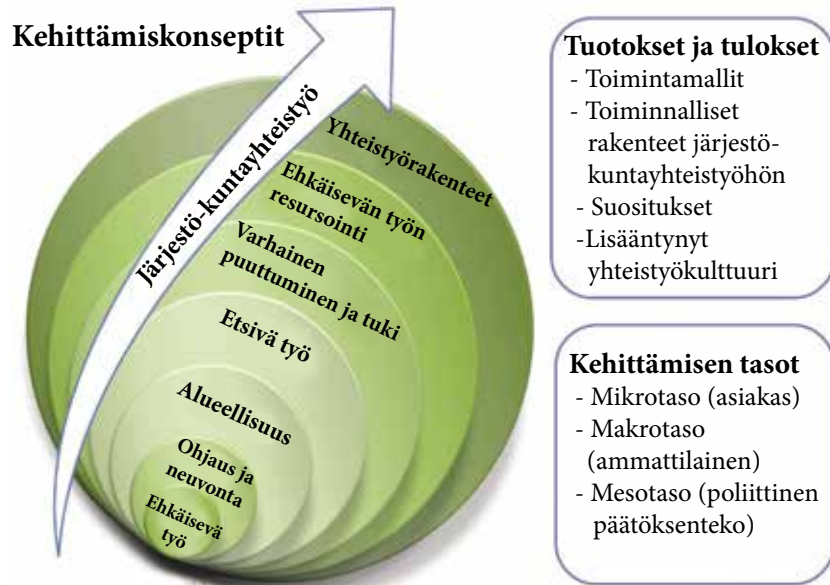 Kehittämiskonseptit
Järjestö-kuntayhteistyö
Yhteistyörakenteet
Ehkäisevän työn
resursointi
Varhainen
puuttuminen ja tuki
Etsivä työ
Alueellisuus
Ohjaus ja
neuvonta
Ehkäisevä
työ
Tuotokset ja tulokset
- Toimintamallit
- Toiminnalliset
rakenteet järjestö-
kuntayhteistyöhön
- Suositukset
-Lisääntynyt
yhteistyökulttuuri
Kehittämisen tasot
- Mikrotaso (asiakas)
- Makrotaso
(ammattilainen)
- Mesotaso (poliittinen
päätöksenteko)